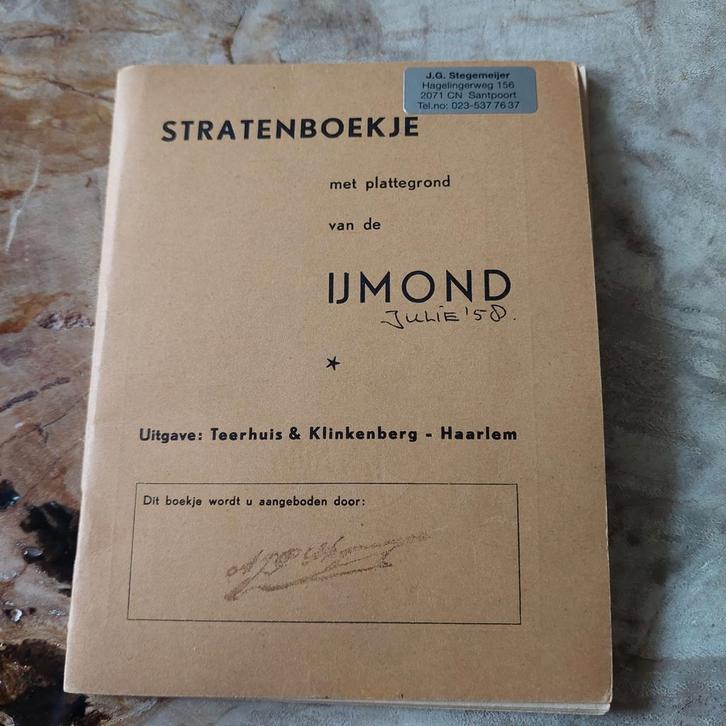 J.G. Stegemeijer
Hagelingerweg 156
2071 CN Santpoort
Tel.no: 023-537 76 37
STRATENBOEKJE
met plattegrond
van de
IJMOND
JULIE '58.
Uitgave: Teerhuis & Klinkenberg - Haarlem
Dit boekje wordt u aangeboden door: